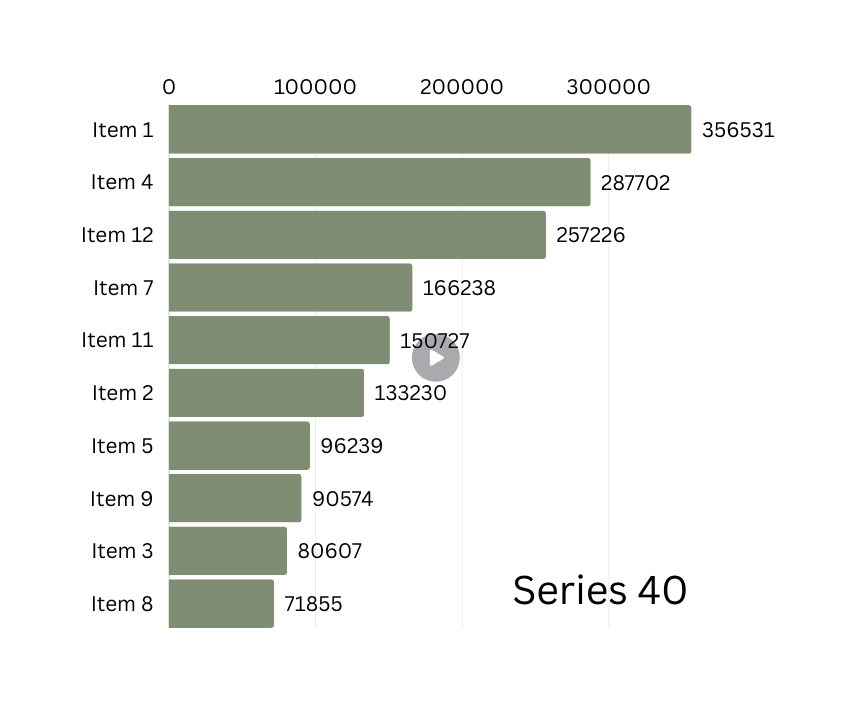 0 100000 200000 300000
Item 1 356531
Item 4 287702
Item 12 257226
Item 7 166238
Item 11 150727
Item 2 133230
Item 5 96239
Item 9 90574
Item 3 80607
Item 8 71855
Series 40